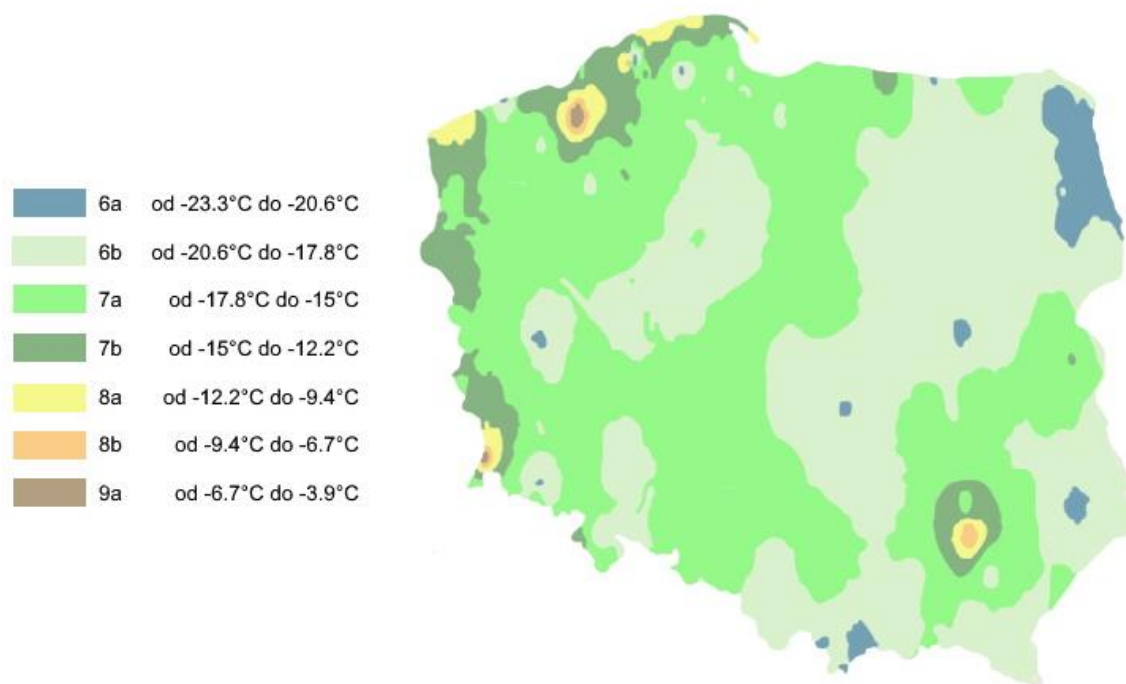 6a od -23.3°C do -20.6°C
6b od -20.6°C do -17.8°C
7a od -17.8°C do -15°C
7b od -15°C do -12.2°C
8a od -12.2°C do -9.4°C
8b od -9.4°C do -6.7°C
9a od -6.7°C do -3.9°C